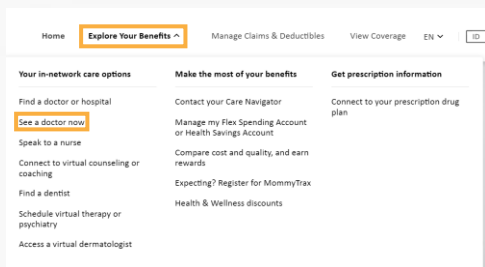 Home Explore Your Benefits Manage Claims & Deductibles View Coverage EN ID
Your in-network care options
Find a doctor or hospital
See a doctor now
Speak to a nurse
Connect to virtual counseling or
coaching
Find a dentist
Schedule virtual therapy or
psychiatry
Access a virtual dermatologist
Make the most of your benefits
Contact your Care Navigator
Manage my Flex Spending Account
or Health Savings Account
Compare cost and quality, and earn
rewards
Expecting? Register for MommyTrax
Health & Wellness discounts
Get prescription information
Connect to your prescription drug
plan